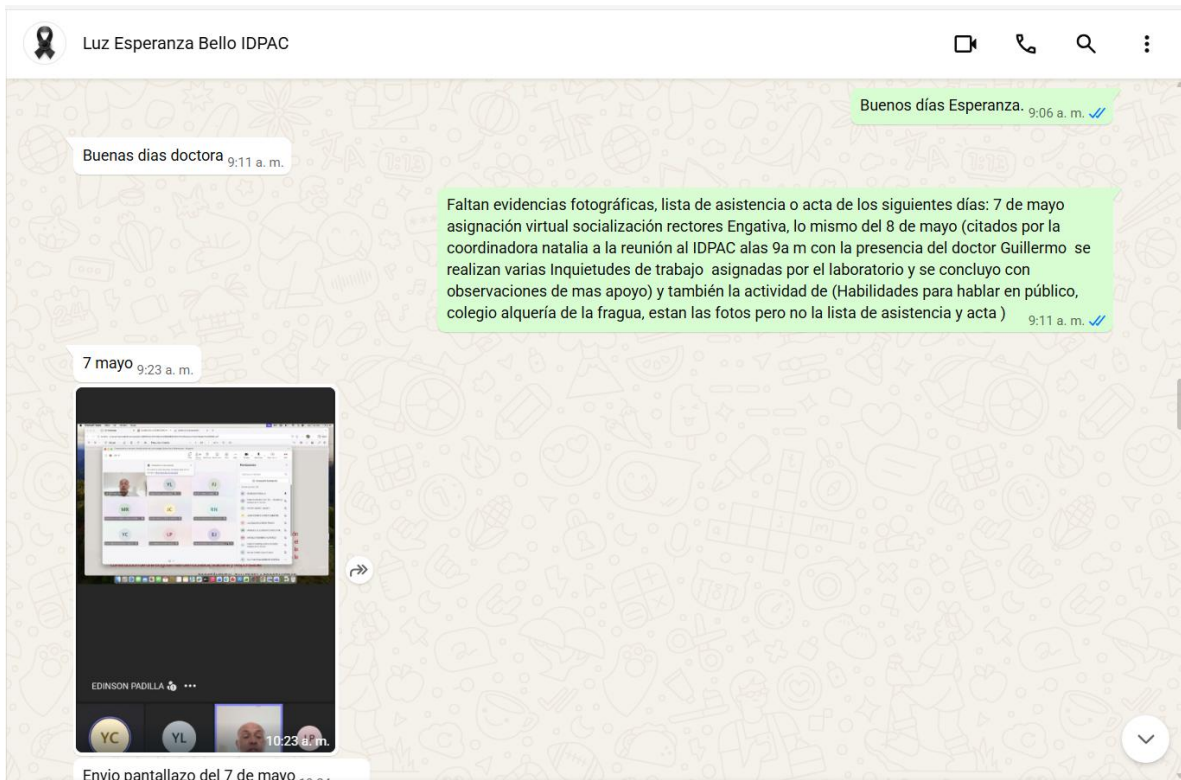 Luz Esperanza Bello IDPAC
Buenos días Esperanza. 9:06 a. m.
Buenas dias doctora 9:11 a. m.
Faltan evidencias fotográficas, lista de asistencia o acta de los siguientes días: 7 de mayo
asignación virtual socialización rectores Engativa, lo mismo del 8 de mayo (citados por la
coordinadora natalia a la reunión al IDPAC alas 9a m con la presencia del doctor Guillermo se
realizan varias Inquietudes de trabajo asignadas por el laboratorio y se concluyo con
observaciones de mas apoyo) y también la actividad de (Habilidades para hablar en público,
colegio alquería de la fragua, estan las fotos pero no la lista de asistencia y acta ) 9:11 a. m.
7 mayo 9:23 a. m.
YL
MR
YC
LP
EDINSON PADILLA
YC
YL
10:23 a. m.
Envio pantallazo del 7 de mayo